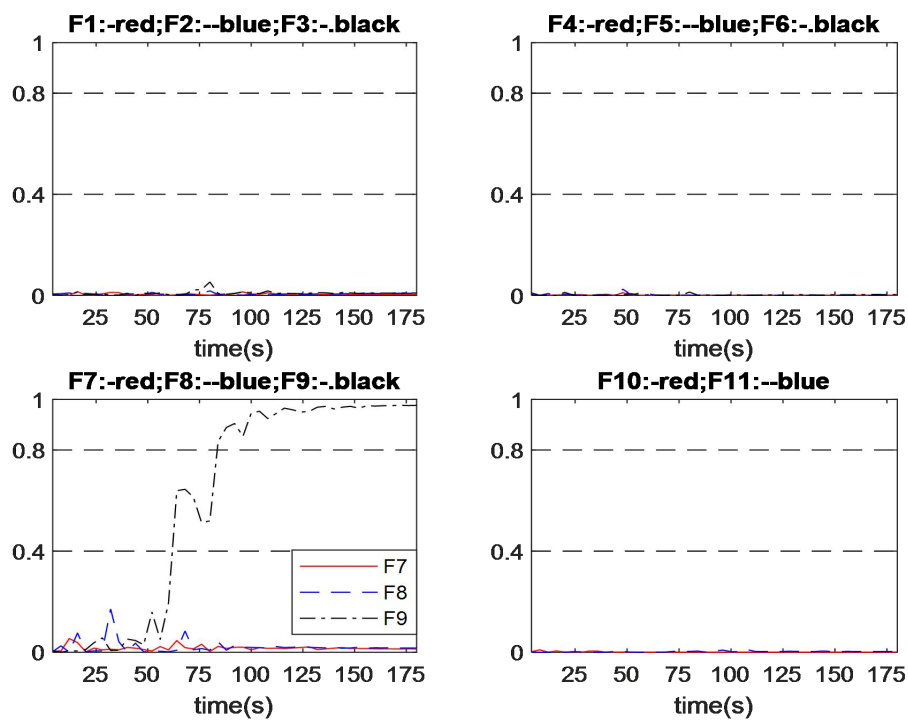 F1:-red;F2:--blue;F3:-.black
1
0.8
0.4
0
25 50 75 100 125 150 175
time(s)
F4:-red;F5:--blue;F6:-.black
1
0.8
0.4
0
25 50 75 100 125 150 175
time(s)
F7:-red;F8:--blue;F9:-.black
1
0.8
0.4
0
F7
F8
F9
25 50 75 100 125 150 175
time(s)
F10:-red;F11:--blue
1
0.8
0.4
0
25 50 75 100 125 150 175
time(s)